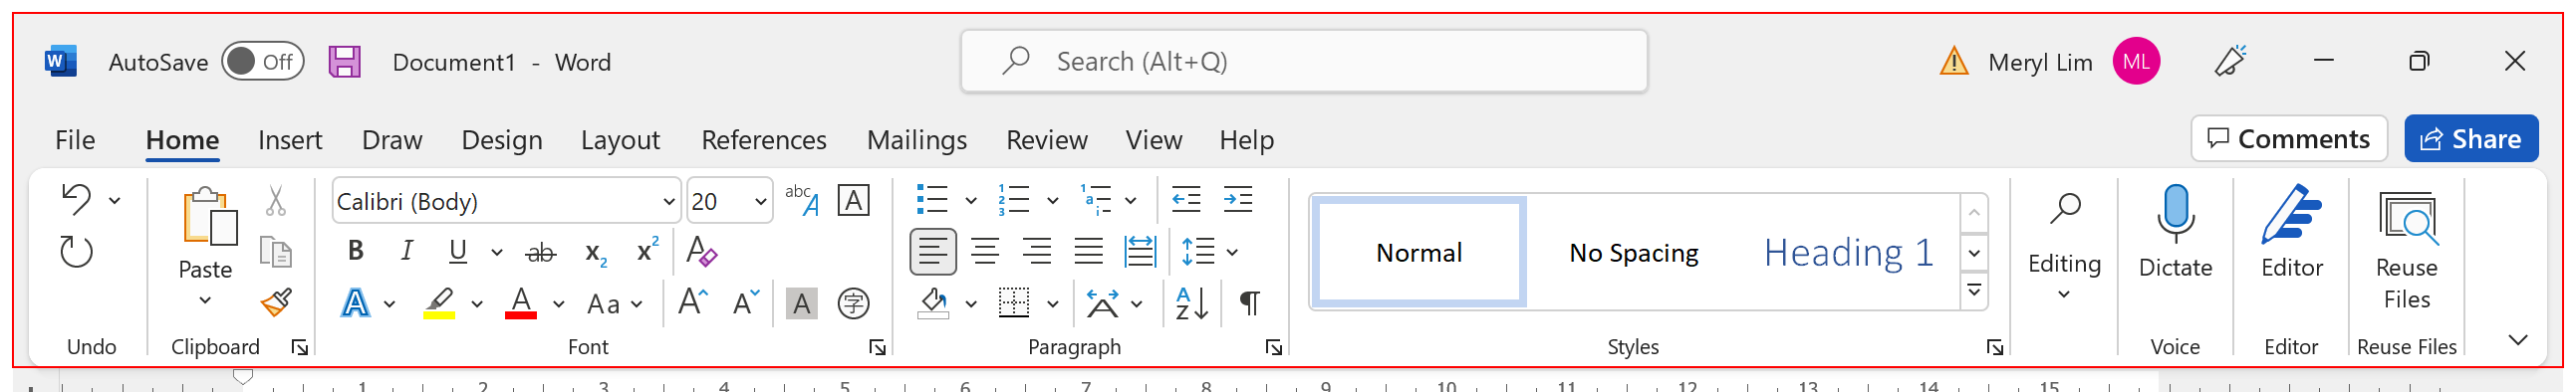 W AutoSave Off Document1 - Word Search (Alt+Q) Meryl Lim ML
File Home Insert Draw Design Layout References Mailings Review View Help Comments Share
Calibri (Body) 20 abc A A
Paste B I U ab x₂ x² A Normal No Spacing Heading 1 Editing Dictate Editor Reuse Files
A A Aa A A A 字 A Z ¶
Undo Clipboard Font Paragraph Styles Voice Editor Reuse Files
1 2 3 4 5 6 7 8 9 10 11 12 13 14 15